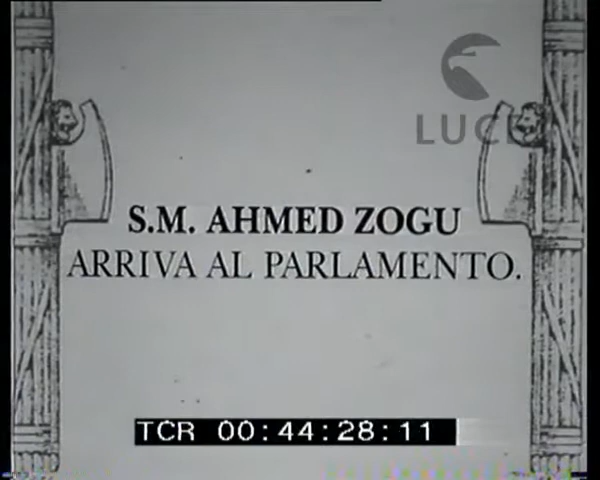 LUCE
S.M. AHMED ZOGU
ARRIVA AL PARLAMENTO.
TCR 00:44:28:11